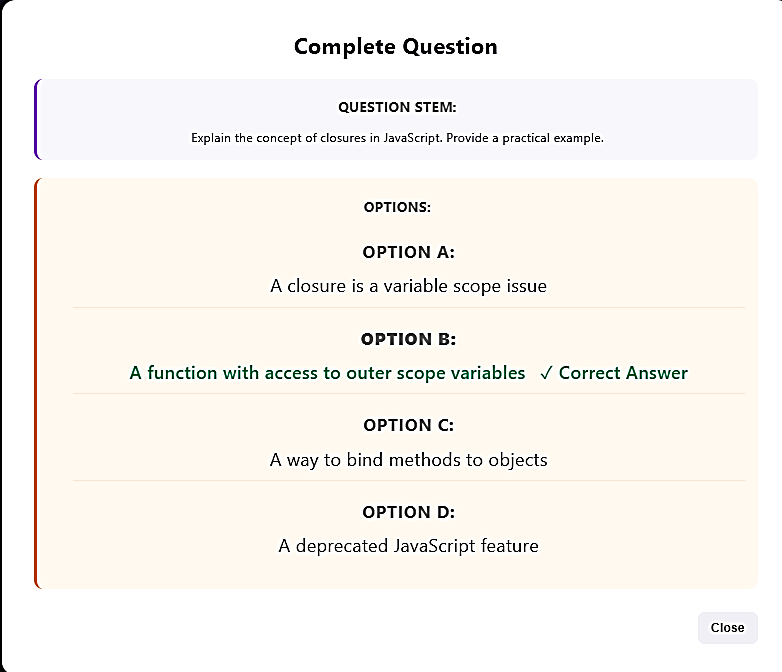 Complete Question
QUESTION STEM:
Explain the concept of closures in JavaScript. Provide a practical example.
OPTIONS:
OPTION A:
A closure is a variable scope issue
OPTION B:
A function with access to outer scope variables ✓ Correct Answer
OPTION C:
A way to bind methods to objects
OPTION D:
A deprecated JavaScript feature
Close